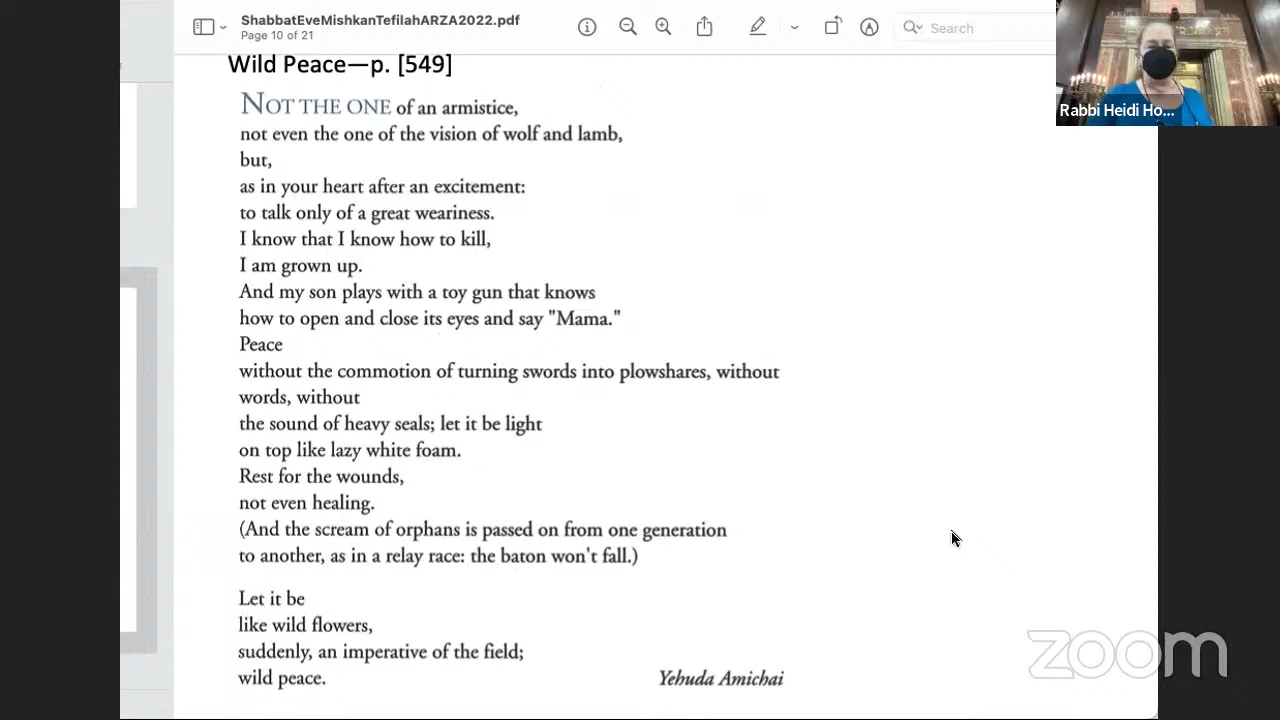 ShabbatEveMishkanTefilahARZA2022.pdf
Page 10 of 21
Search
Rabbi Heidi Ho...
Wild Peace—p. [549]
NOT THE ONE of an armistice,
not even the one of the vision of wolf and lamb,
but,
as in your heart after an excitement:
to talk only of a great weariness.
I know that I know how to kill,
I am grown up.
And my son plays with a toy gun that knows
how to open and close its eyes and say "Mama."
Peace
without the commotion of turning swords into plowshares, without
words, without
the sound of heavy seals; let it be light
on top like lazy white foam.
Rest for the wounds,
not even healing.
(And the scream of orphans is passed on from one generation
to another, as in a relay race: the baton won't fall.)
Let it be
like wild flowers,
suddenly, an imperative of the field;
wild peace.
Yehuda Amichai
zoom